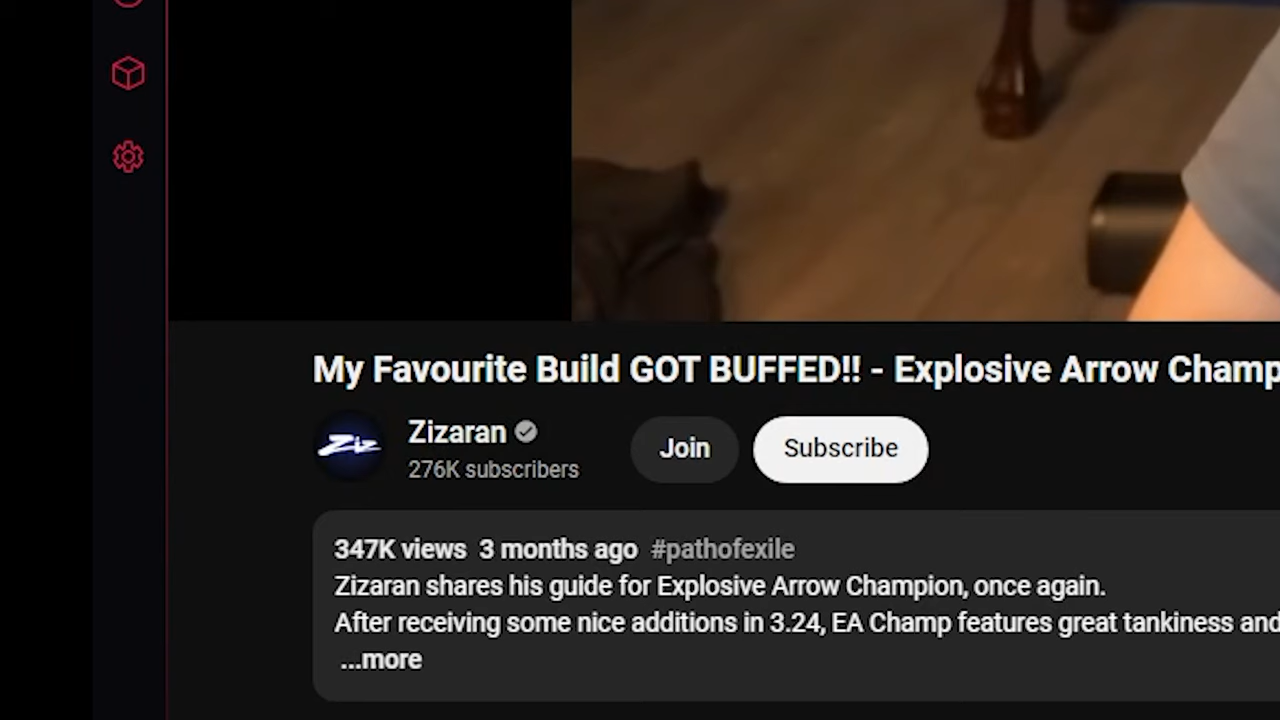 My Favourite Build GOT BUFFED!! - Explosive Arrow Champ
Ziz
Zizaran
276K subscribers
Join
Subscribe
347K views 3 months ago #pathofexile
Zizaran shares his guide for Explosive Arrow Champion, once again.
After receiving some nice additions in 3.24, EA Champ features great tankiness and
...more